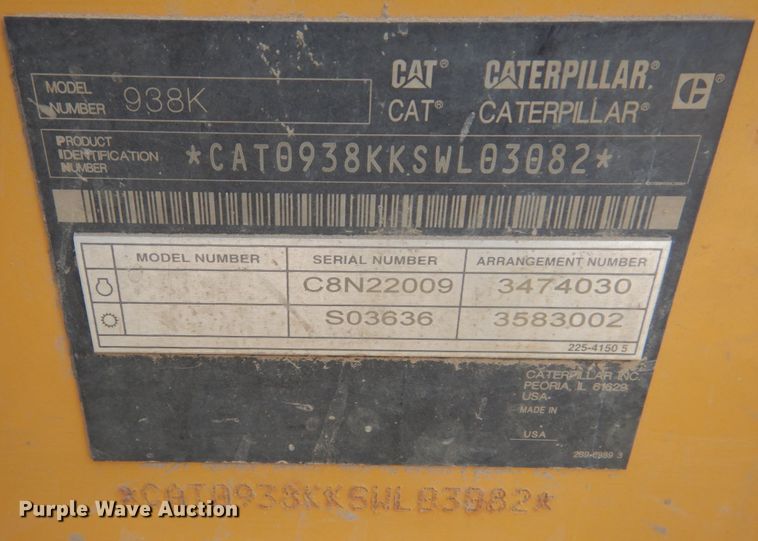 MODEL NUMBER 938K
CAT CATERPILLAR
CAT® CATERPILLAR®
C
PRODUCT IDENTIFICATION NUMBER *CAT0938KKSWL03082*
MODEL NUMBER SERIAL NUMBER ARRANGEMENT NUMBER
C8N22009 3474030
S03636 3583002
225-4150 5
CATERPILLAR INC.
PEORIA, IL 61629
USA
MADE IN
USA
289-6989 3
*CAT0938KKSWL03082*
Purple Wave Auction